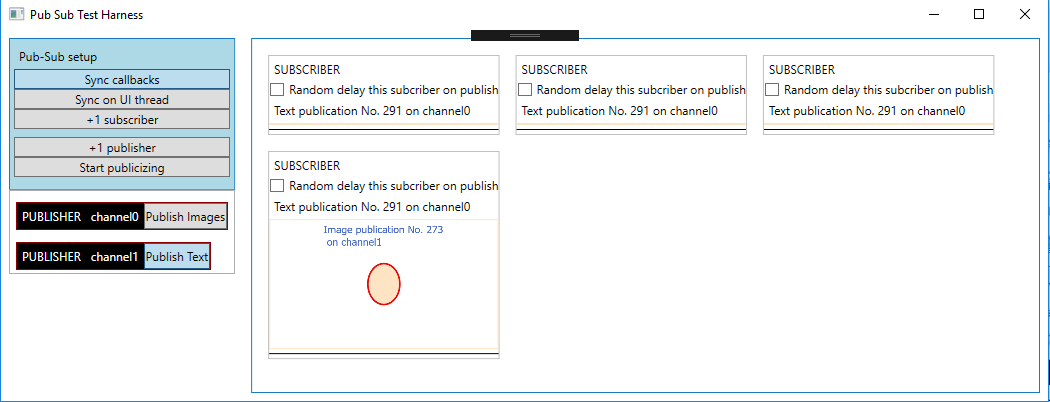 Pub Sub Test Harness
Pub-Sub setup
Sync callbacks
Sync on UI thread
+1 subscriber
+1 publisher
Start publicizing
PUBLISHER channel0 Publish Images
PUBLISHER channel1 Publish Text
SUBSCRIBER
Random delay this subcriber on publish
Text publication No. 291 on channel0
SUBSCRIBER
Random delay this subcriber on publish
Text publication No. 291 on channel0
SUBSCRIBER
Random delay this subcriber on publish
Text publication No. 291 on channel0
SUBSCRIBER
Random delay this subcriber on publish
Text publication No. 291 on channel0
Image publication No. 273
on channel1